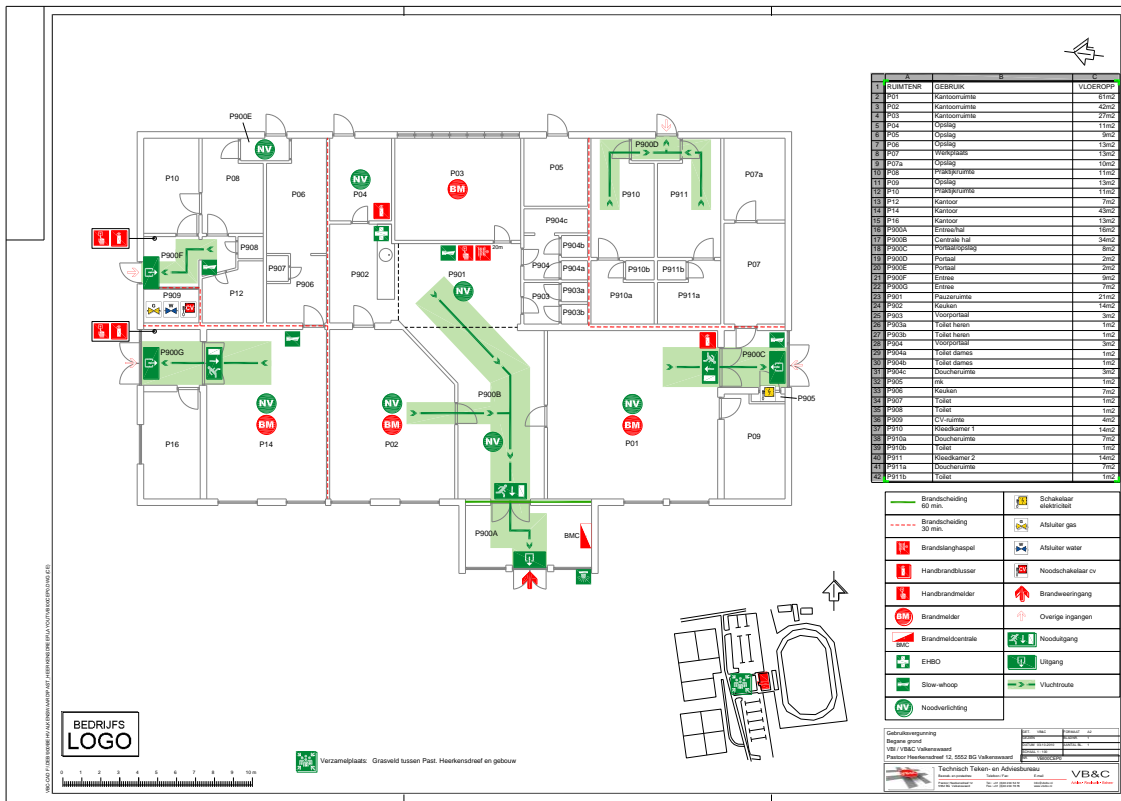 A B C
1 RUIMTENR GEBRUIK VLOEROPP
2 P01 Kantoorruimte 61m2
3 P02 Kantoorruimte 42m2
4 P03 Kantoorruimte 27m2
5 P04 Opslag 11m2
6 P05 Opslag 9m2
7 P06 Opslag 13m2
8 P07 Werkplaats 13m2
9 P07a Opslag 10m2
10 P08 Praktijkruimte 11m2
11 P09 Opslag 13m2
12 P10 Praktijkruimte 11m2
13 P12 Kantoor 7m2
14 P14 Kantoor 43m2
15 P16 Kantoor 13m2
16 P900A Entree/hal 16m2
17 P900B Centrale hal 34m2
18 P900C Portaal/opslag 8m2
19 P900D Portaal 2m2
20 P900E Portaal 2m2
21 P900F Entree 9m2
22 P900G Entree 7m2
23 P901 Pauzeruimte 21m2
24 P902 Keuken 14m2
25 P903 Voorportaal 3m2
26 P903a Toilet heren 1m2
27 P903b Toilet heren 1m2
28 P904 Voorportaal 3m2
29 P904a Toilet dames 1m2
30 P904b Toilet dames 1m2
31 P904c Doucheruimte 3m2
32 P905 mk 1m2
33 P906 Keuken 7m2
34 P907 Toilet 1m2
35 P908 Toilet 1m2
36 P909 CV-ruimte 4m2
37 P910 Kleedkamer 1 14m2
38 P910a Doucheruimte 7m2
39 P910b Toilet 1m2
40 P911 Kleedkamer 2 14m2
41 P911a Doucheruimte 7m2
42 P911b Toilet 1m2
P900E
NV
P10
P08
P06
NV
P04
P03
BM
P05
P900D
P910
P911
P07a
P904c
P900F
P908
P907
P906
P12
P909
G
W
CV
P902
20m
P901
NV
P904
P904b
P904a
P903
P903a
P903b
P910b
P911b
P910a
P911a
P07
P900G
P900C
P905
NV
BM
P14
P16
NV
BM
P02
P900B
NV
NV
BM
P01
P09
P900A
BMC
Brandscheiding
60 min.
Schakelaar
elektriciteit
Brandscheiding
30 min.
G
Afsluiter gas
Brandslanghaspel
W
Afsluiter water
Handbrandblusser
CV
Noodschakelaar cv
Handbrandmelder
Brandweeringang
BM
Brandmelder
Overige ingangen
BMC
Brandmeldcentrale
Nooduitgang
EHBO
Uitgang
Slow-whoop
Vluchtroute
NV
Noodverlichting
BEDRIJFS
LOGO
0 1 2 3 4 5 6 7 8 9 10 m
Verzamelplaats: Grasveld tussen Past. Heerkensdreef en gebouw
Gebruiksvergunning
Begane grond
VBI / VB&C Valkenswaard
Pastoor Heerkensdreef 12, 5552 BG Valkenswaard
Technisch Teken- en Adviesbureau
VB&C